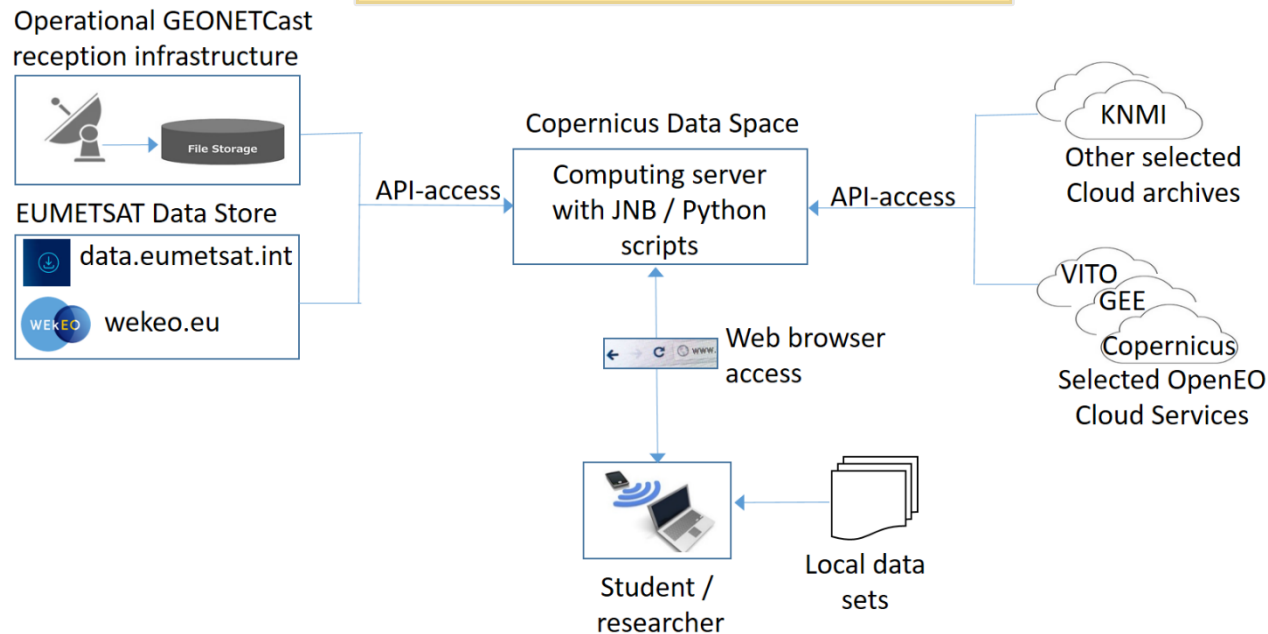 Operational GEONETCast
reception infrastructure
File Storage
EUMETSAT Data Store
data.eumetsat.int
WEkEO
wekeo.eu
API-access
Copernicus Data Space
Computing server
with JNB / Python
scripts
API-access
KNMI
Other selected
Cloud archives
VITO
GEE
Copernicus
Selected OpenEO
Cloud Services
www.
Web browser
access
Student /
researcher
Local data
sets